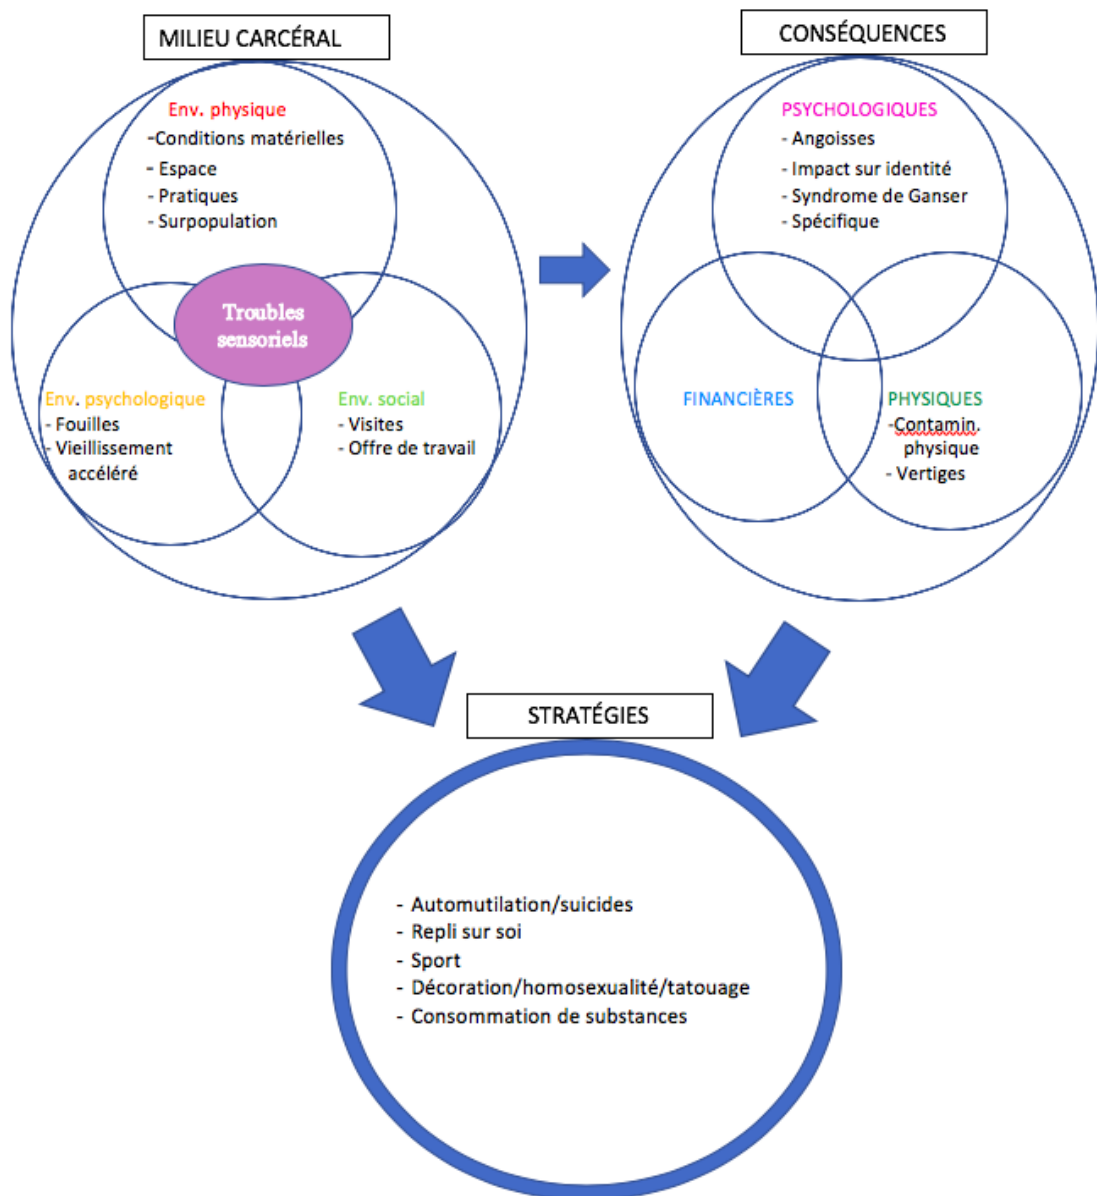 MILIEU CARCÉRAL
Env. physique
-Conditions matérielles
- Espace
- Pratiques
- Surpopulation
Troubles
sensoriels
Env. psychologique
- Fouilles
- Vieillissement
accéléré
Env. social
- Visites
- Offre de travail
CONSÉQUENCES
PSYCHOLOGIQUES
- Angoisses
- Impact sur identité
- Syndrome de Ganser
- Spécifique
FINANCIÈRES
PHYSIQUES
-Contamin.
physique
- Vertiges
STRATÉGIES
- Automutilation/suicides
- Repli sur soi
- Sport
- Décoration/homosexualité/tatouage
- Consommation de substances